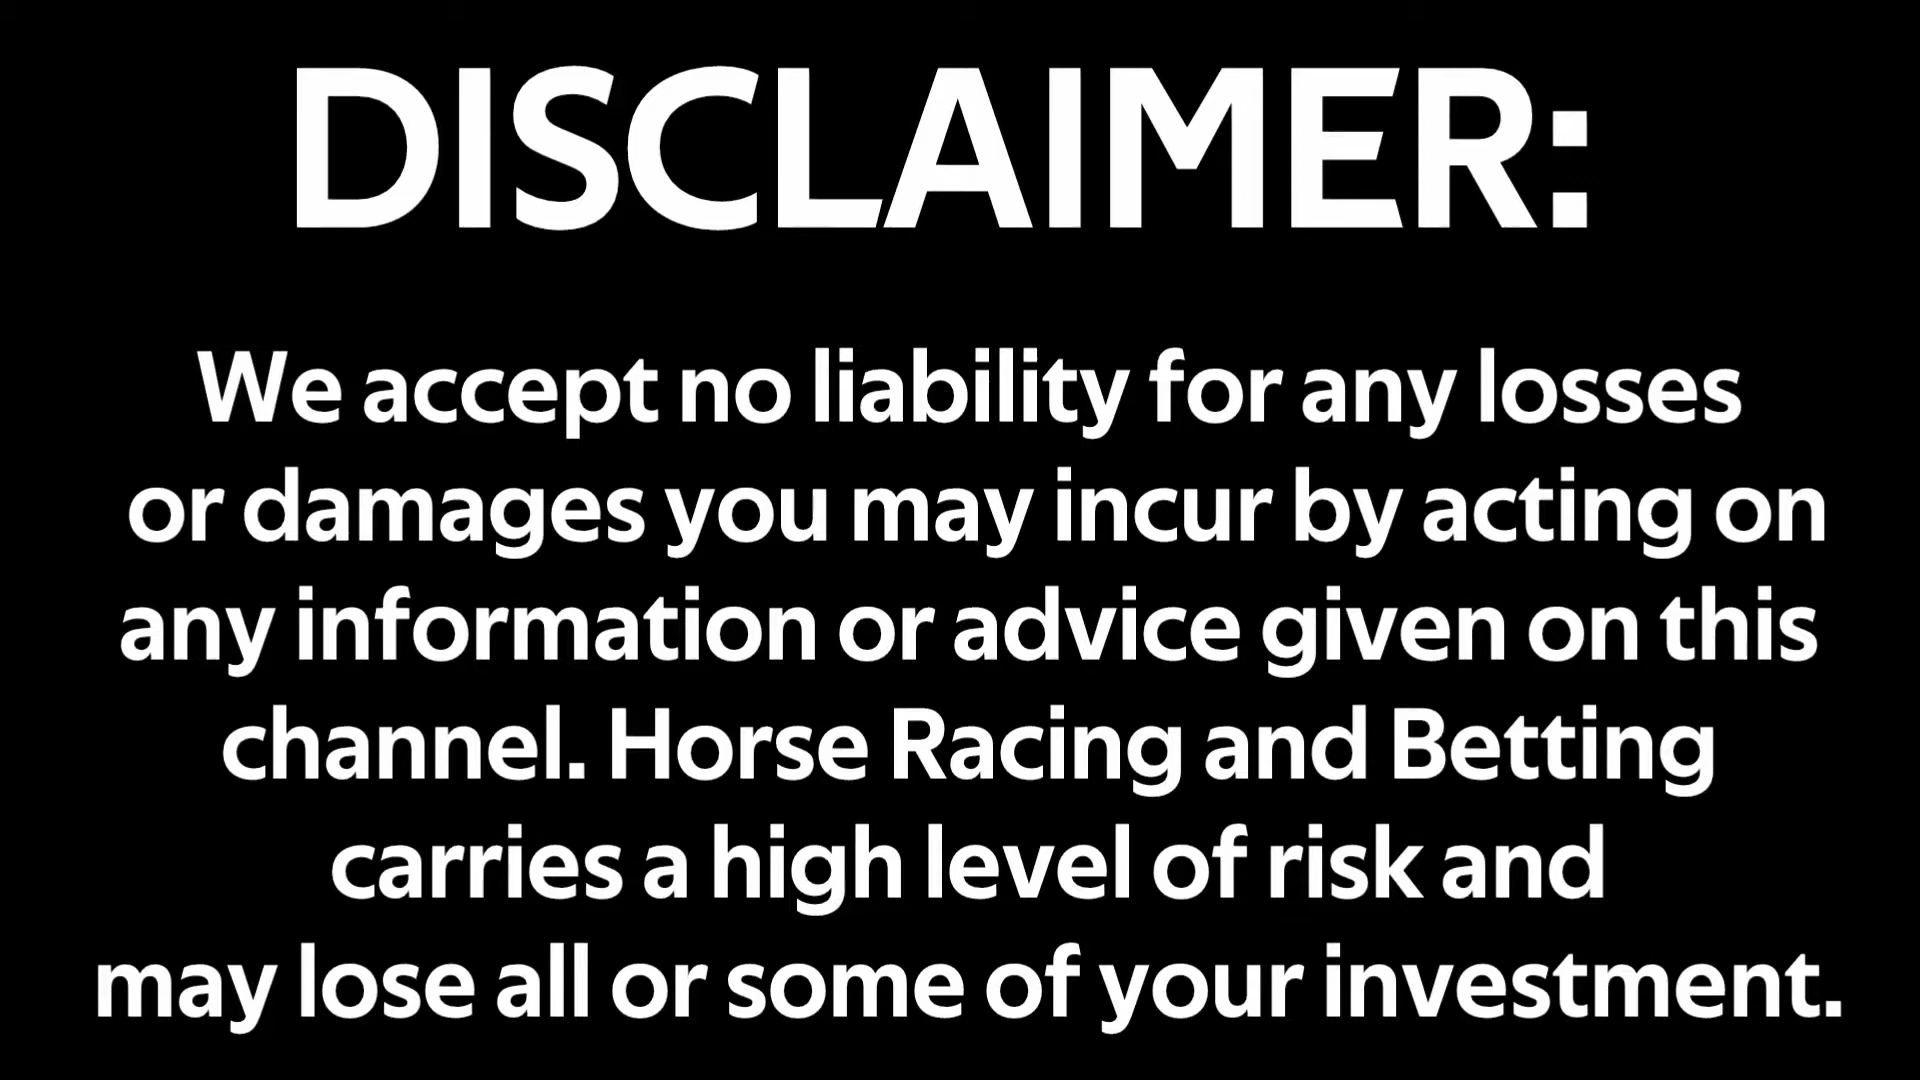 DISCLAIMER:
We accept no liability for any losses
or damages you may incur by acting on
any information or advice given on this
channel. Horse Racing and Betting
carries a high level of risk and
may lose all or some of your investment.